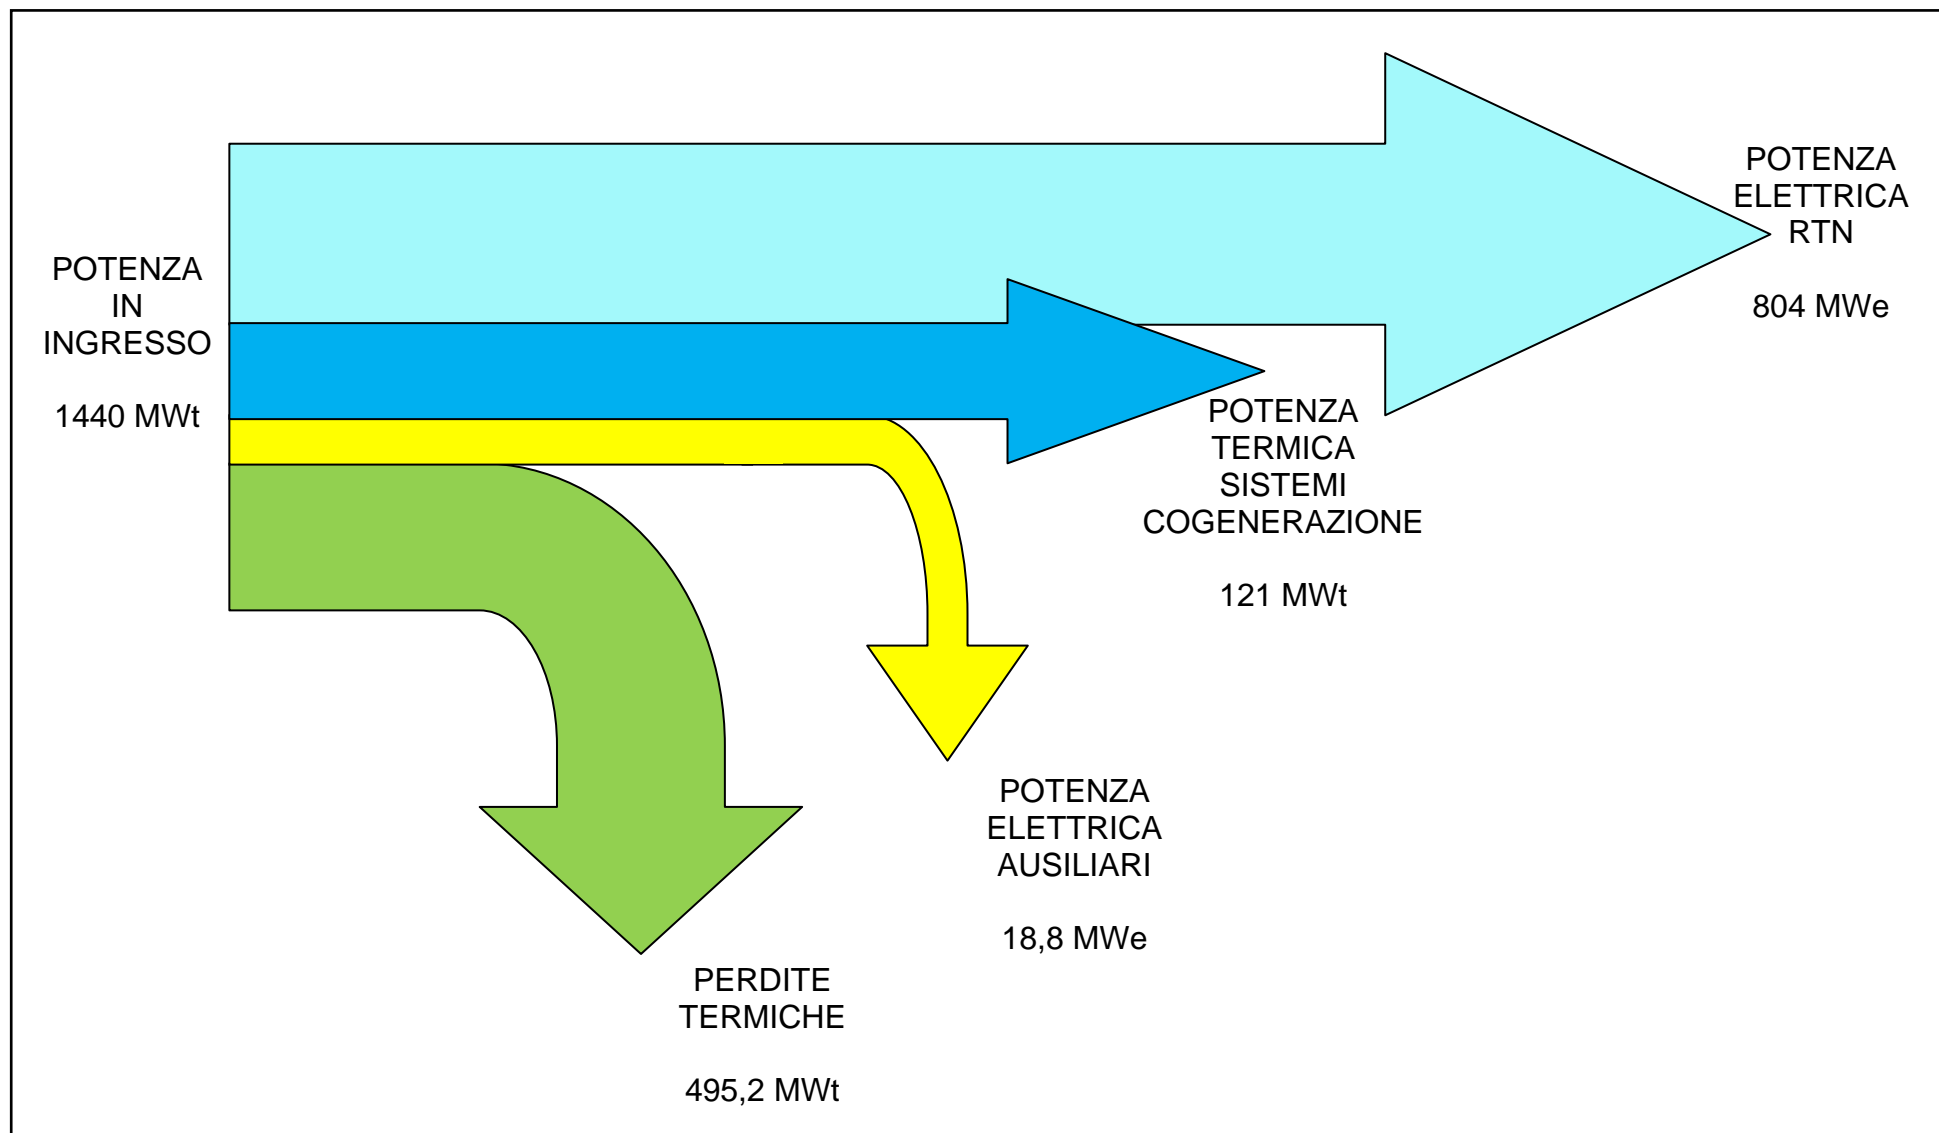 POTENZA
IN
INGRESSO
1440 MWt
POTENZA
ELETTRICA
RTN
804 MWe
POTENZA
TERMICA
SISTEMI
COGENERAZIONE
121 MWt
POTENZA
ELETTRICA
AUSILIARI
18,8 MWe
PERDITE
TERMICHE
495,2 MWt